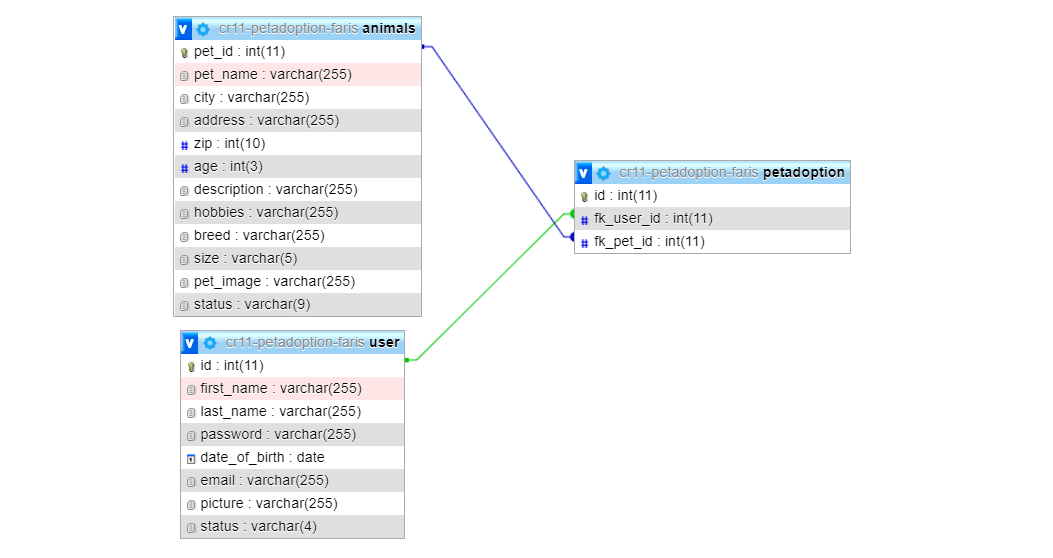 v cr11-petadoption-faris animals
pet_id : int(11)
pet_name : varchar(255)
city : varchar(255)
address : varchar(255)
# zip : int(10)
# age : int(3)
description : varchar(255)
hobbies : varchar(255)
breed : varchar(255)
size : varchar(5)
pet_image : varchar(255)
status : varchar(9)
v cr11-petadoption-faris petadoption
id : int(11)
# fk_user_id : int(11)
# fk_pet_id : int(11)
v cr11-petadoption-faris user
id : int(11)
first_name : varchar(255)
last_name : varchar(255)
password : varchar(255)
date_of_birth : date
email : varchar(255)
picture : varchar(255)
status : varchar(4)